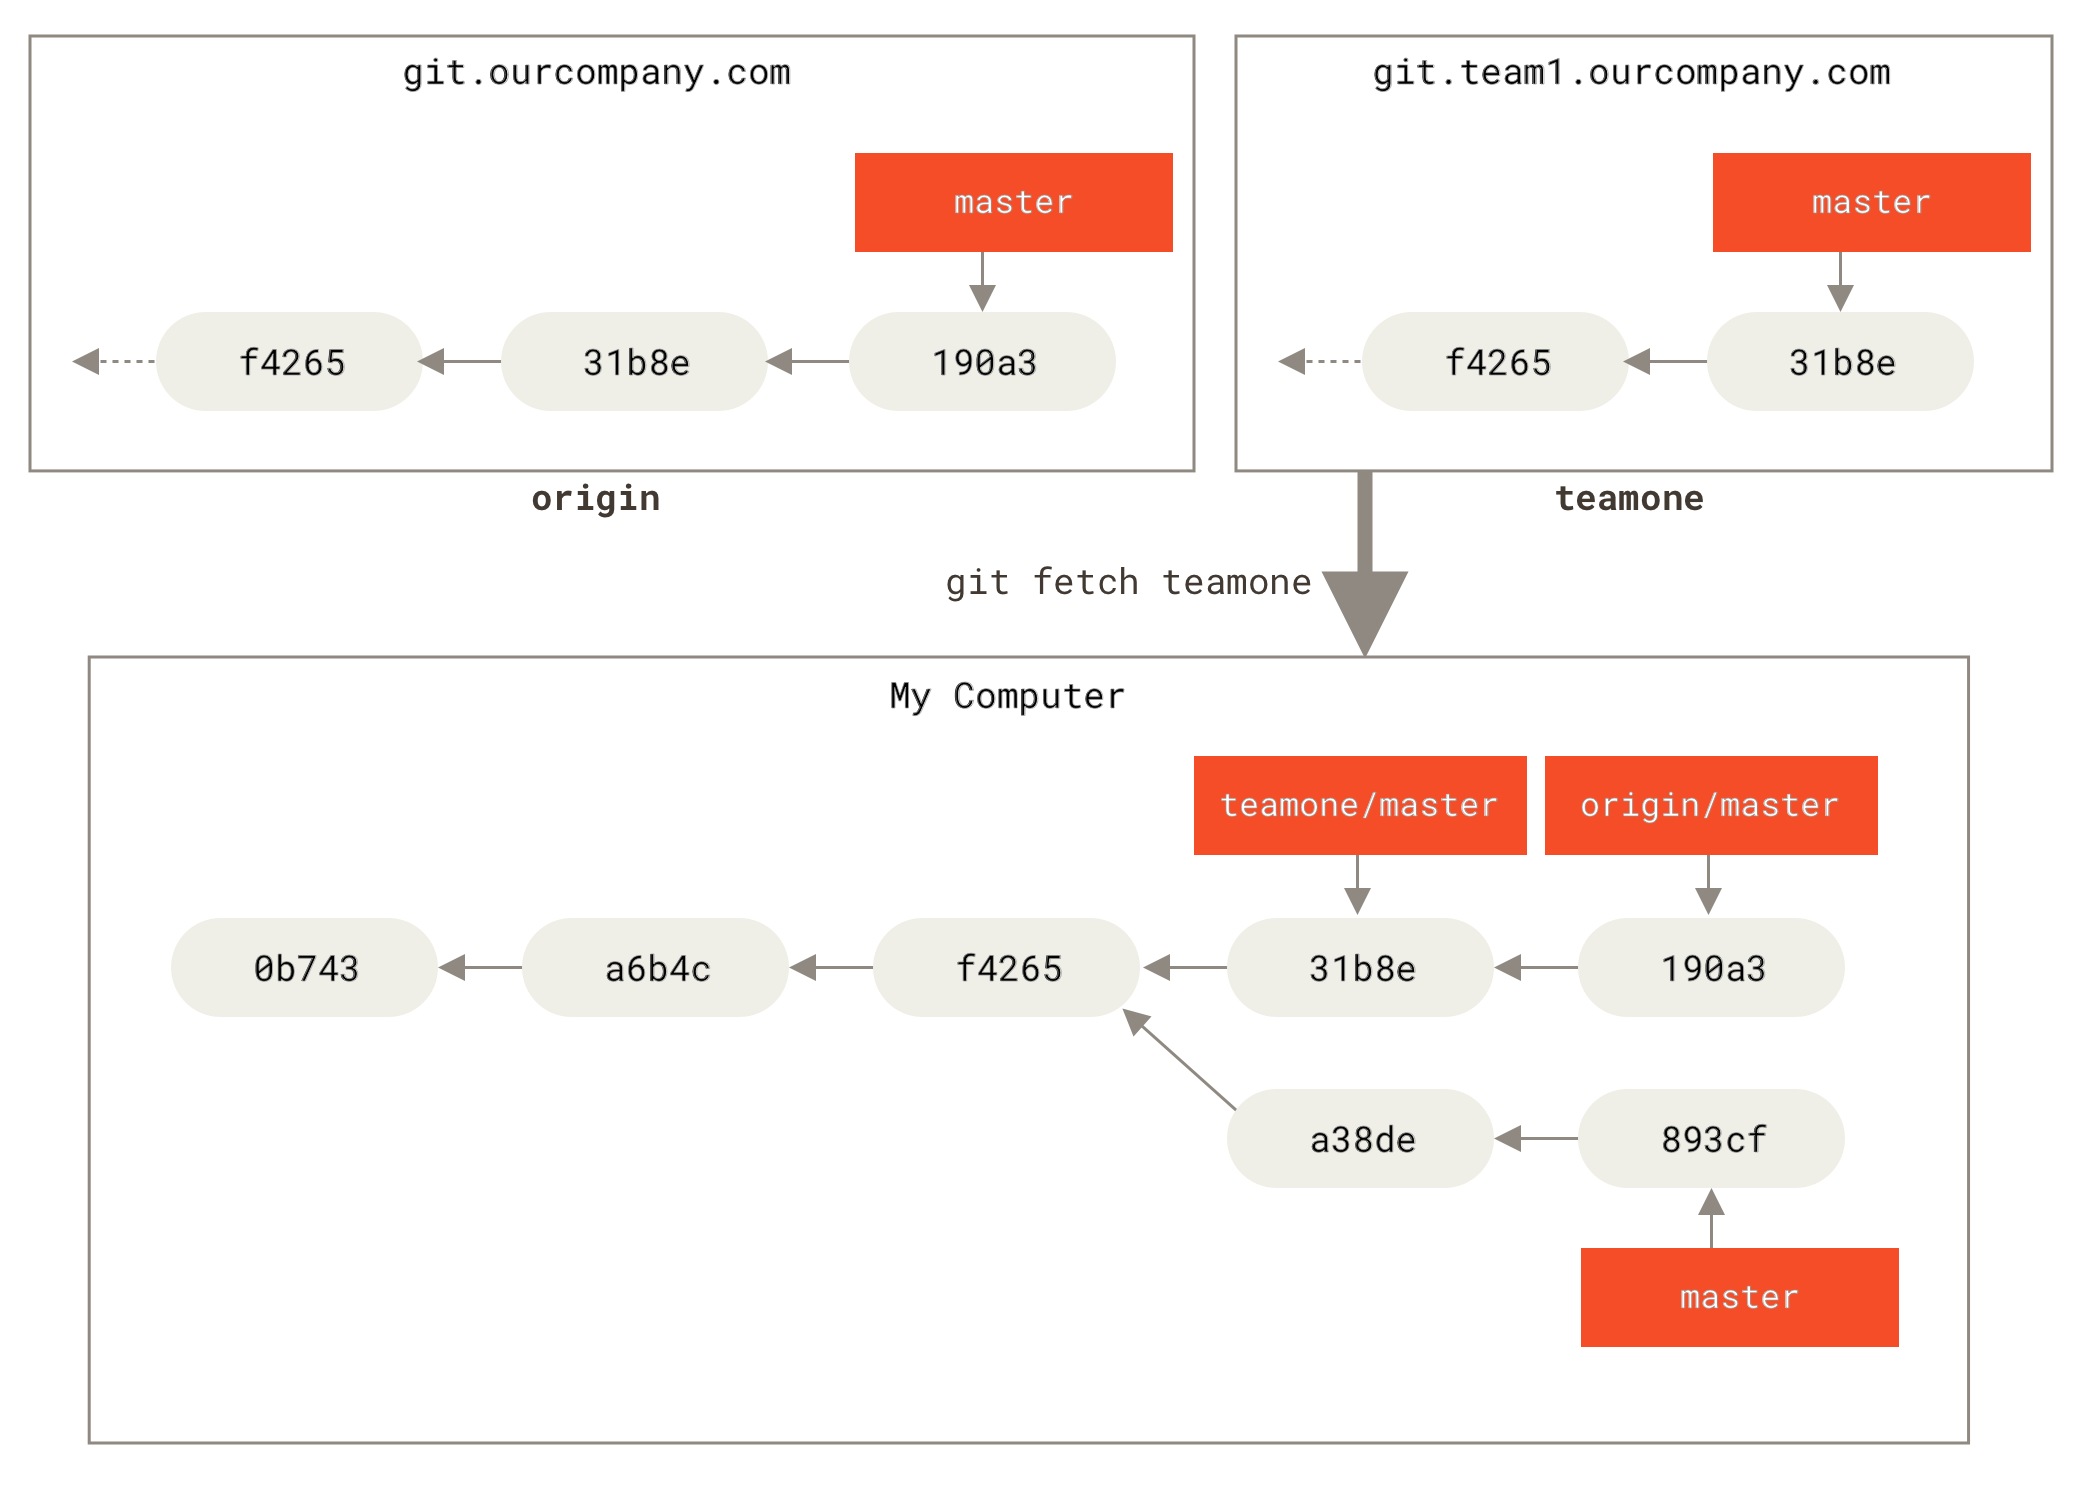 git.ourcompany.com
git.team1.ourcompany.com
master
master
f4265
31b8e
190a3
f4265
31b8e
origin
teamone
git fetch teamone
My Computer
teamone/master
origin/master
0b743
a6b4c
f4265
31b8e
190a3
a38de
893cf
master